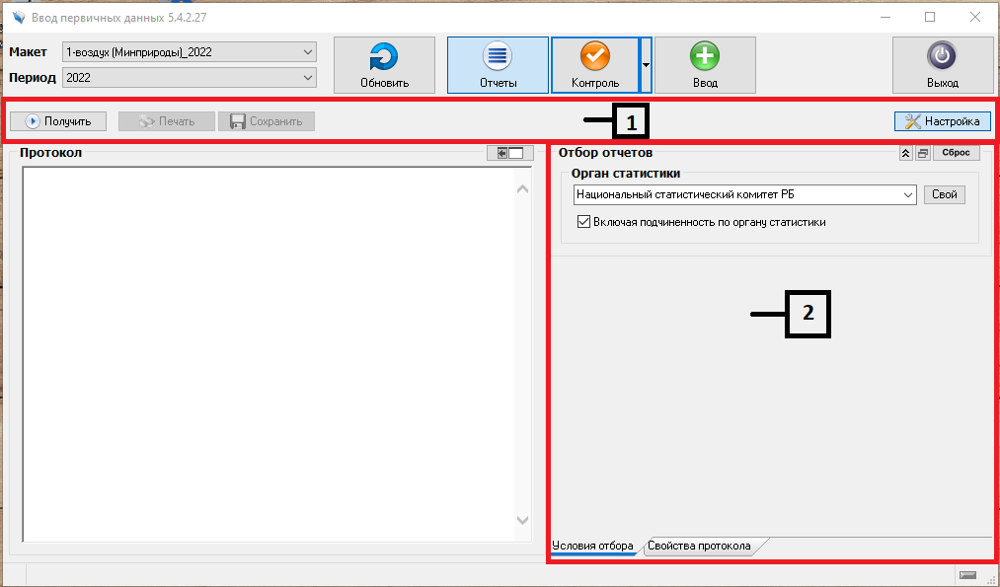 Ввод первичных данных 5.4.2.27
Макет 1-воздух (Минприроды)_2022
Период 2022
Обновить Отчеты Контроль Ввод Выход
Получить Печать Сохранить 1 Настройка
Протокол
Отбор отчетов Сброс
Орган статистики
Национальный статистический комитет РБ Свой
Включая подчиненность по органу статистики
2
Условия отбора Свойства протокола